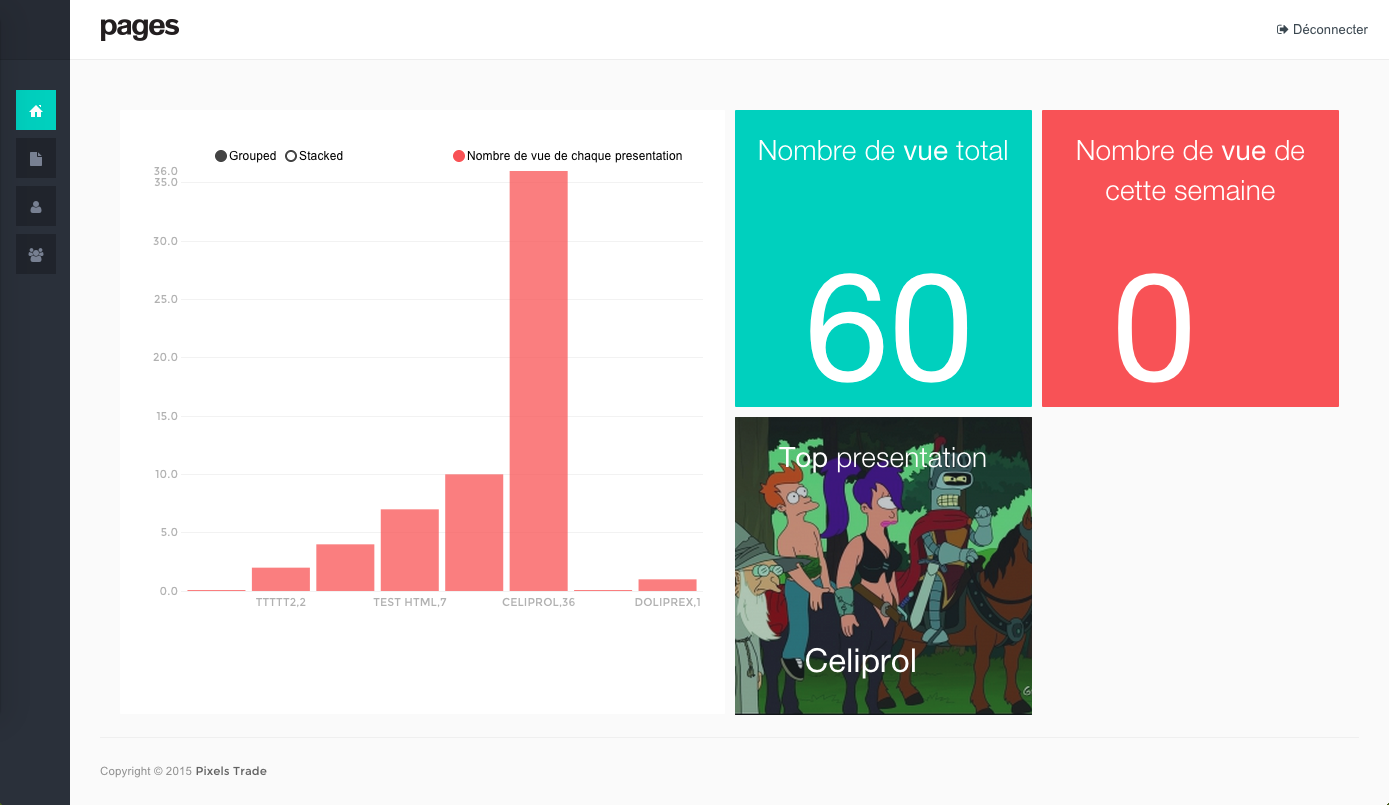 pages
Déconnecter
Grouped Stacked
Nombre de vue de chaque presentation
36.0
35.0
30.0
25.0
20.0
15.0
10.0
5.0
0.0
TTTTT2,2
TEST HTML,7
CELIPROL,36
DOLIPREX,1
Nombre de vue total
60
Nombre de vue de
cette semaine
0
Top presentation
Celiprol
Copyright © 2015 Pixels Trade